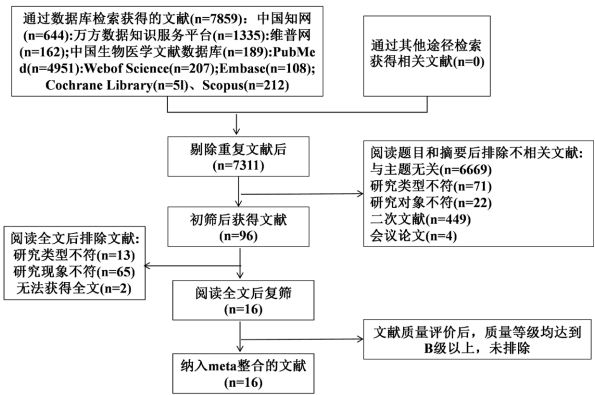 通过数据库检索获得的文献(n=7859)：中国知网
(n=644);万方数据知识服务平台(n=1335);维普网
(n=162);中国生物医学文献数据库(n=189);PubMe
d(n=4951):Webof Science(n=207);Embase(n=108);
Cochrane Library(n=5l)、Scopus(n=212)
通过其他途径检索
获得相关文献(n=0)
剔除重复文献后
(n=7311)
阅读题目和摘要后排除不相关文献:
与主题无关(n=6669)
研究类型不符(n=71)
研究对象不符(n=22)
二次文献(n=449)
会议论文(n=4)
初筛后获得文献
(n=96)
阅读全文后排除文献:
研究类型不符(n=13)
研究现象不符(n=65)
无法获得全文(n=2)
阅读全文后复筛
(n=16)
文献质量评价后，质量等级均达到
B级以上，未排除
纳入meta整合的文献
(n=16)